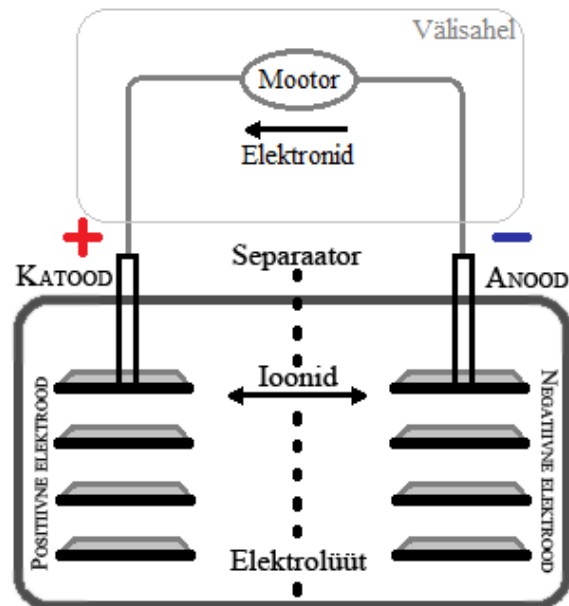 Välisahel
Mootor
Elektronid
+
−
Separaator
KATOOD
ANOOD
Ioonid
POSITIIVNE ELEKTROOD
NEGATIIVNE ELEKTROOD
Elektrolüüt